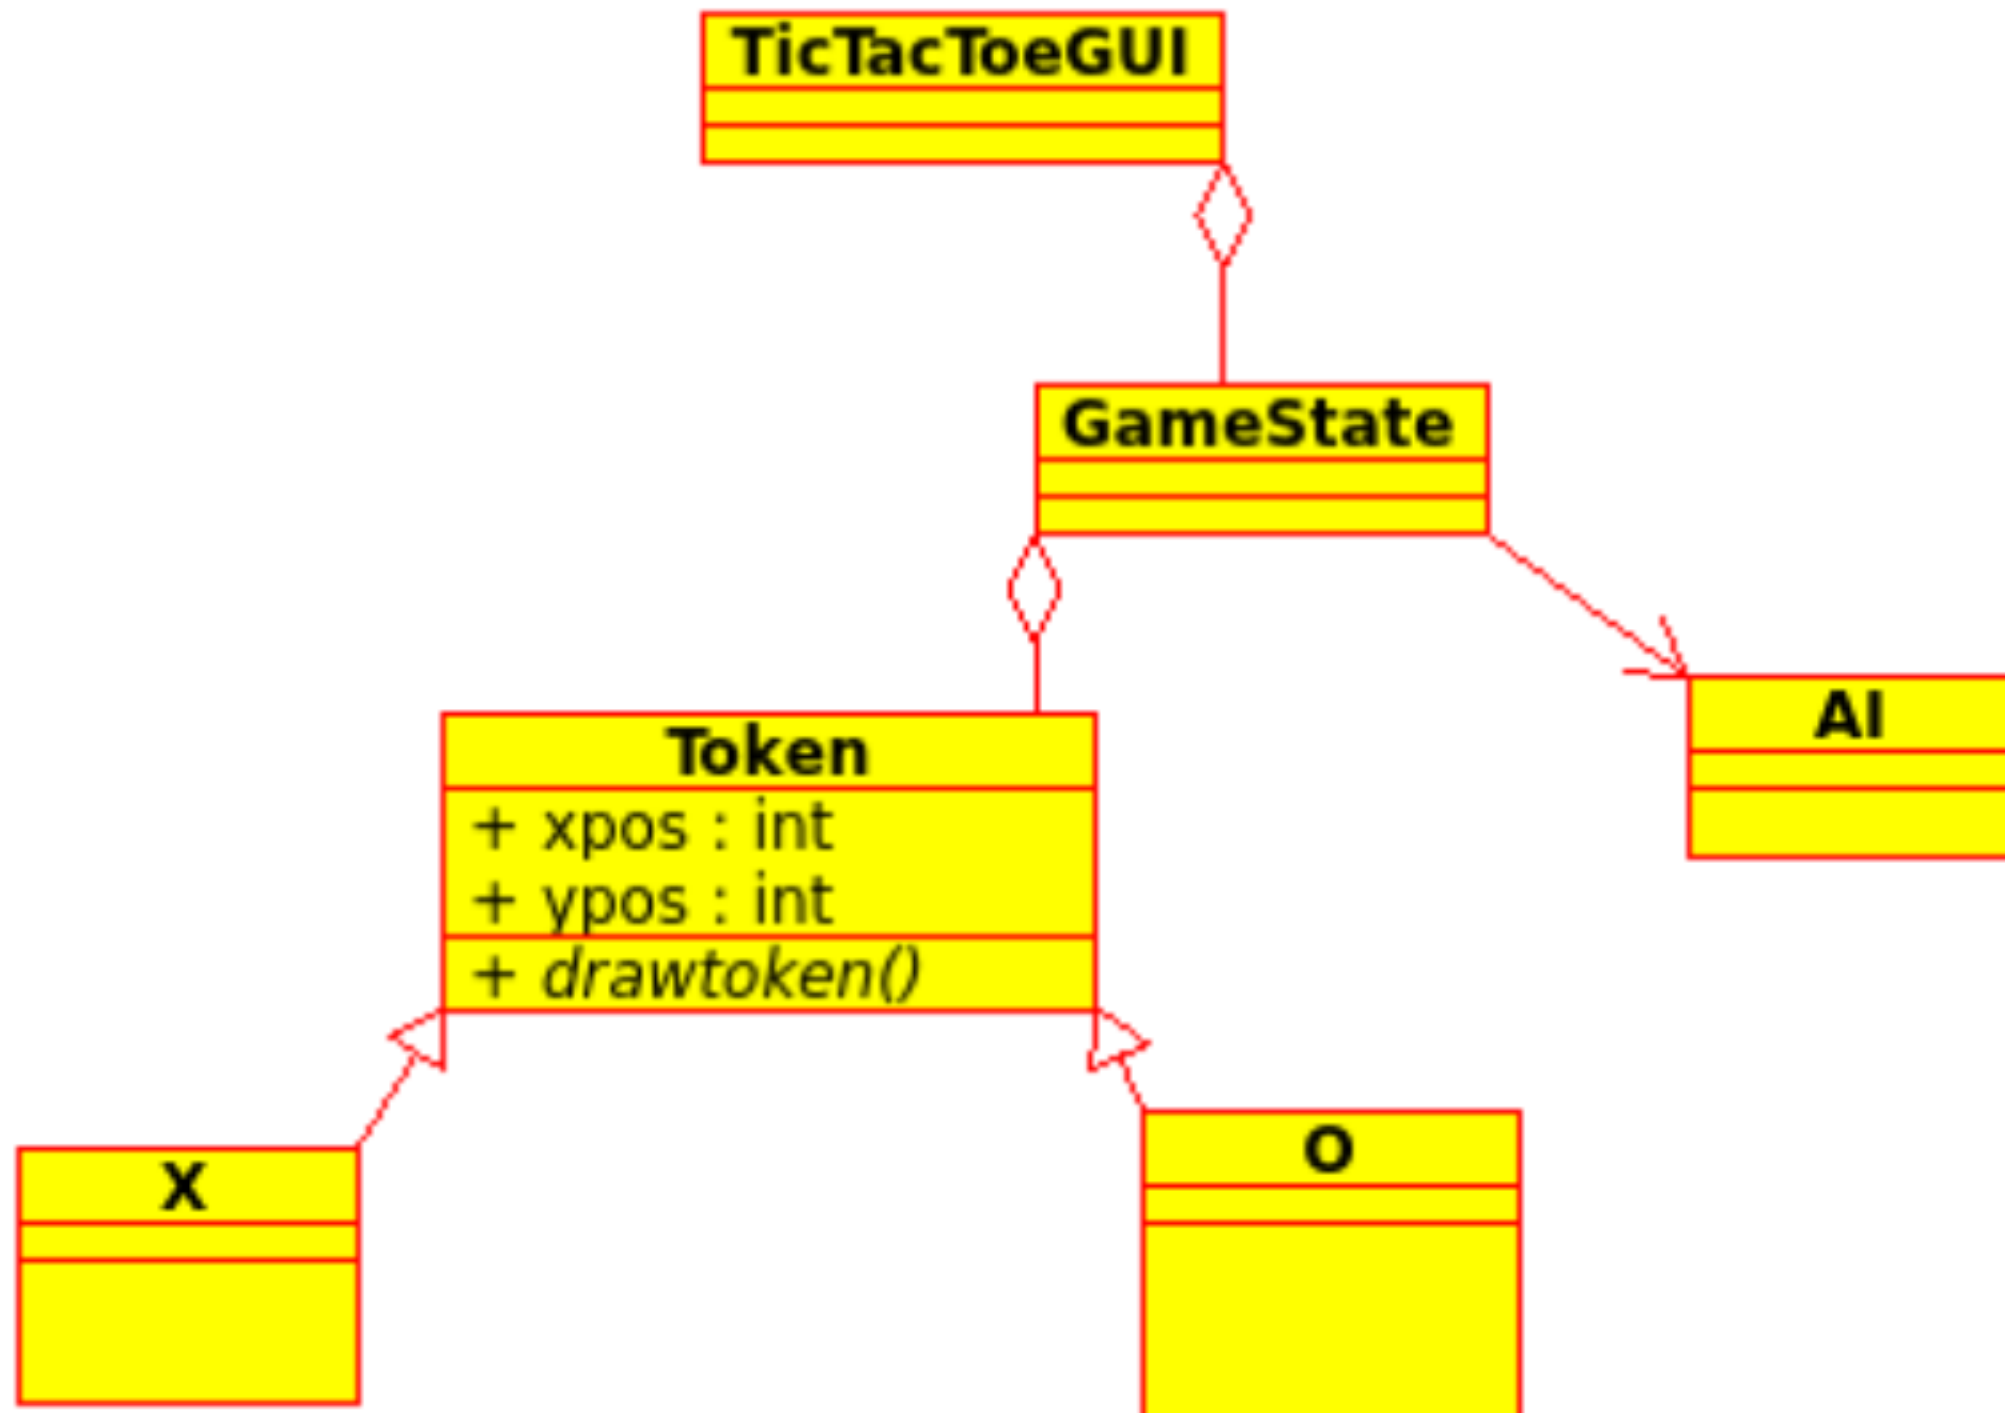 TicTacToeGUI
GameState
AI
Token
+ xpos : int
+ ypos : int
+ drawtoken()
X
O